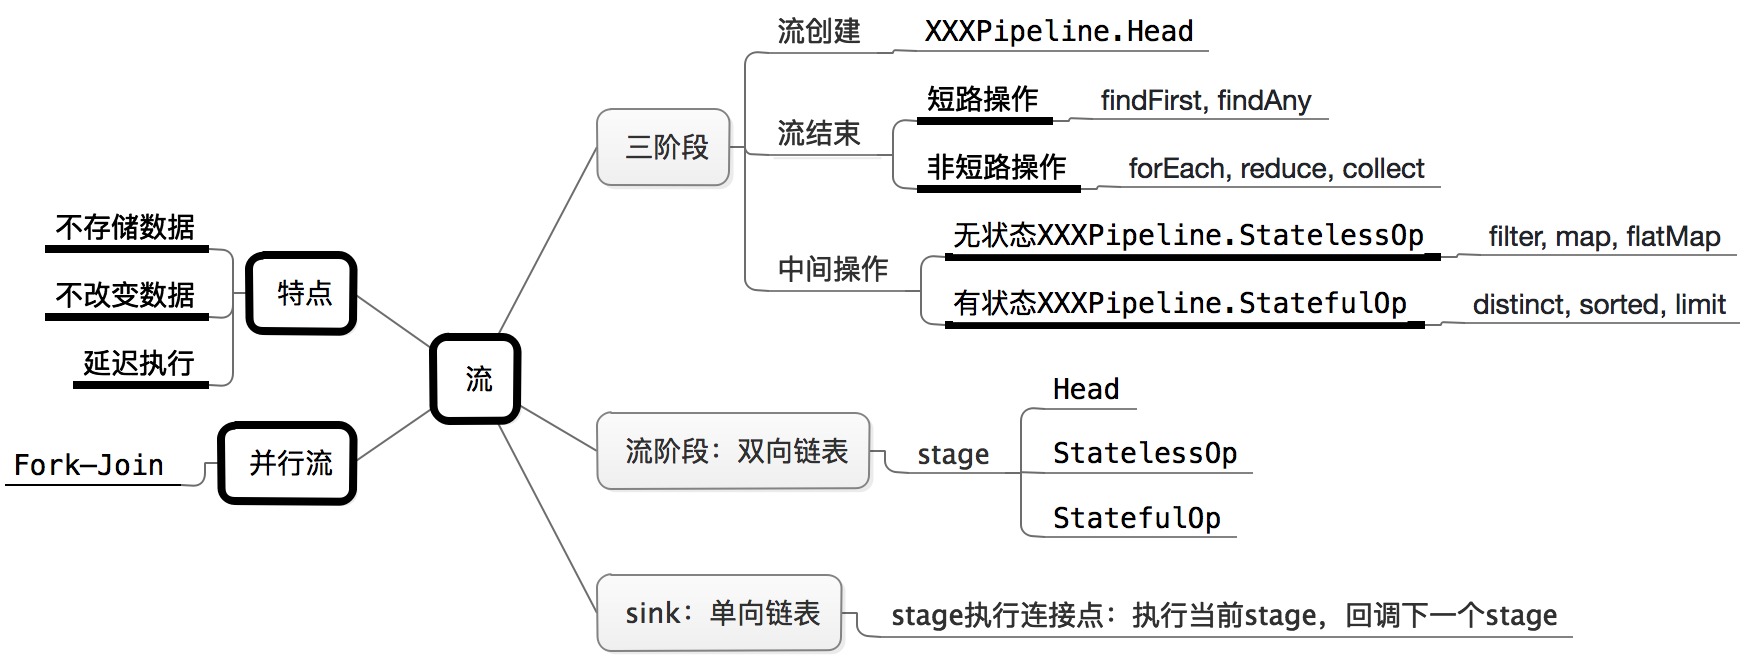 流
三阶段
流创建
XXXPipeline.Head
流结束
短路操作
findFirst, findAny
非短路操作
forEach, reduce, collect
中间操作
无状态XXXPipeline.StatelessOp
filter, map, flatMap
有状态XXXPipeline.StatefulOp
distinct, sorted, limit
流阶段：双向链表
stage
Head
StatelessOp
StatefulOp
sink：单向链表
stage执行连接点：执行当前stage，回调下一个stage
特点
不存储数据
不改变数据
延迟执行
并行流
Fork—Join